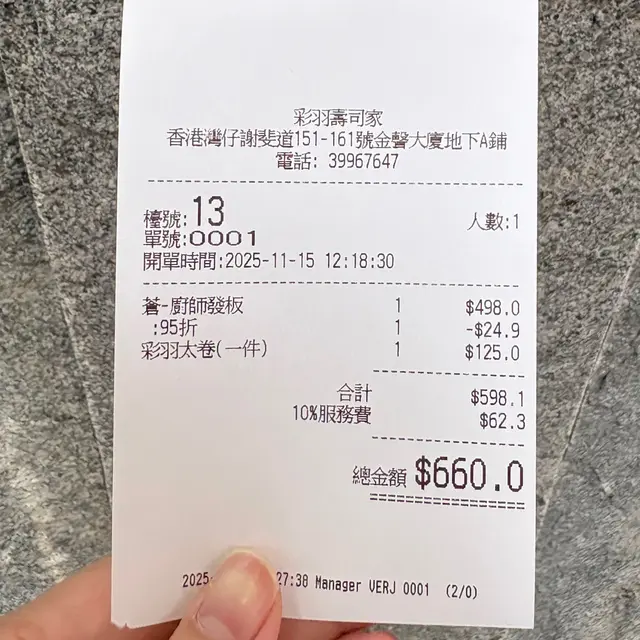 彩羽壽司家
香港灣仔謝斐道151-161號金聲大廈地下A鋪
電話: 39967647
檯號:13 人數:1
單號:0001
開單時間:2025-11-15 12:18:30
蒼-廚師發板 1 $498.0
:95折 1 -$24.9
彩羽太卷(一件) 1 $125.0
合計 $598.1
10%服務費 $62.3
總金額 $660.0
2025- 27:38 Manager VERJ 0001 (2/0)